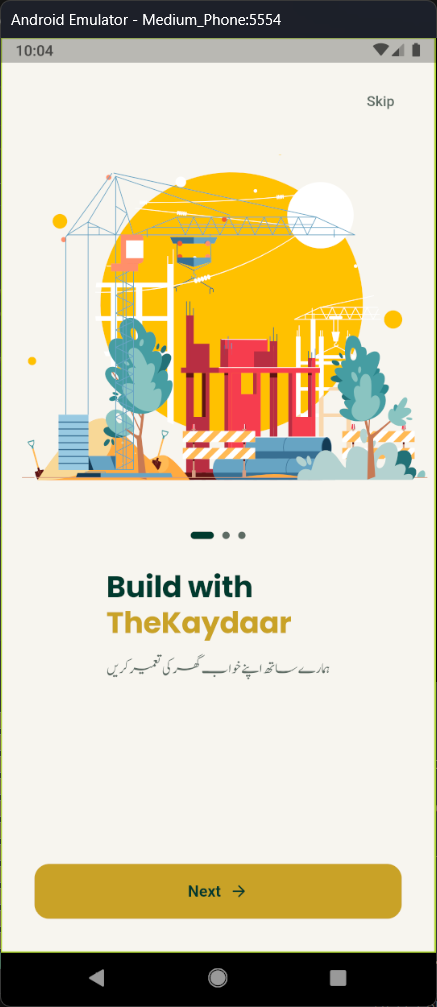 Android Emulator - Medium_Phone:5554
10:04
Skip
Build with
TheKaydaar
ہمارے ساتھ اپنے خواب گھر کی تعمیر کریں
Next →